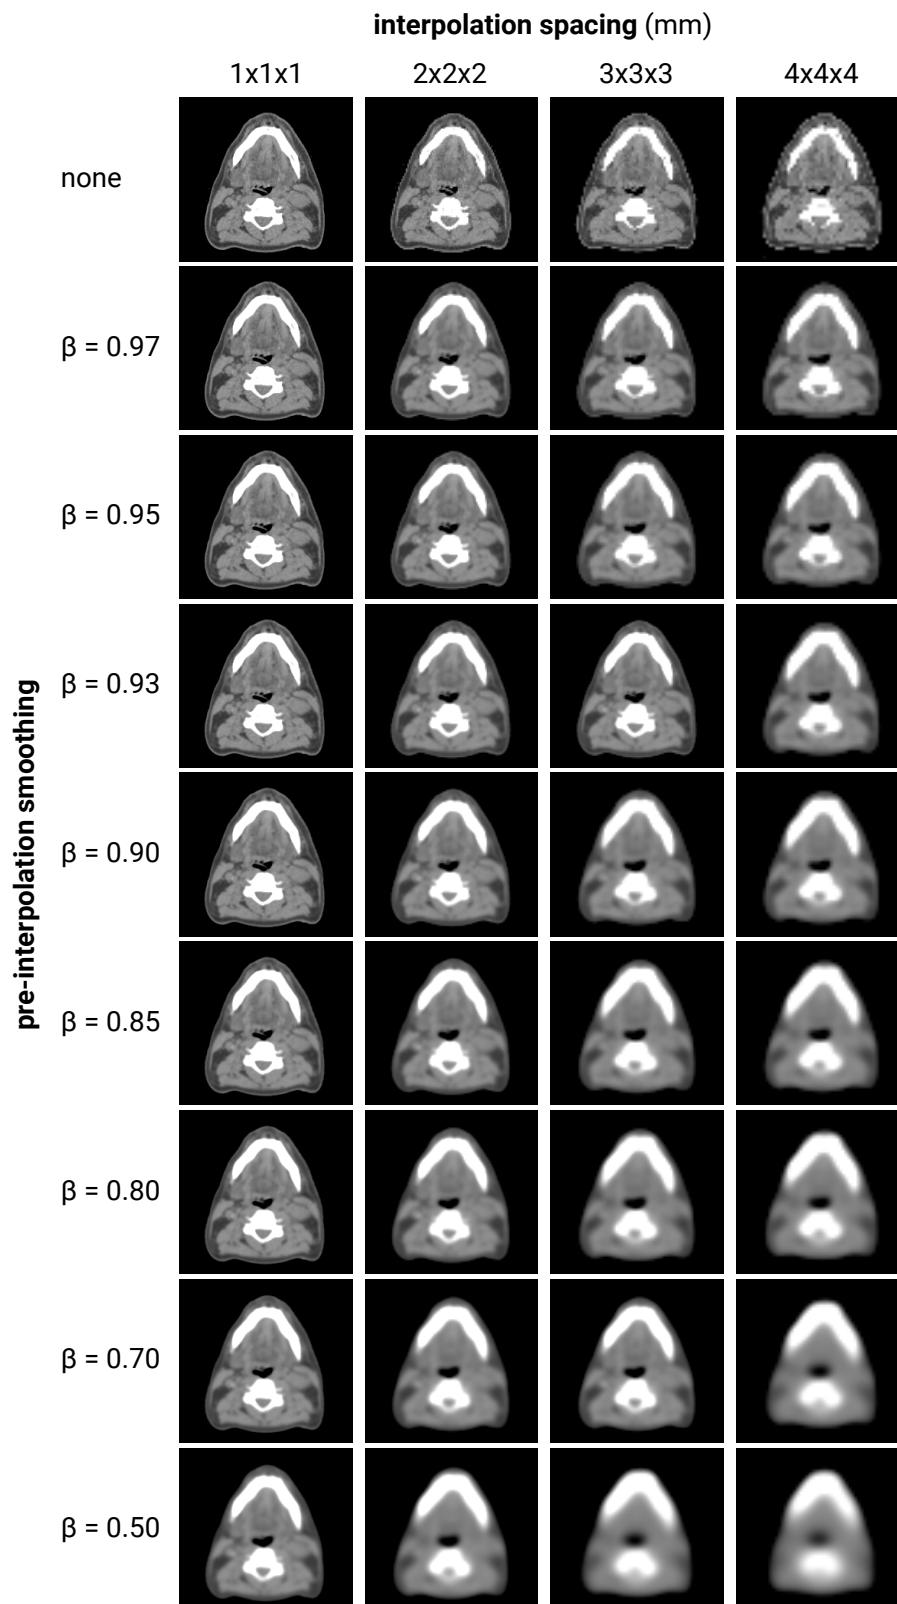 interpolation spacing (mm)
1x1x1 2x2x2 3x3x3 4x4x4
pre-interpolation smoothing
none
β = 0.97
β = 0.95
β = 0.93
β = 0.90
β = 0.85
β = 0.80
β = 0.70
β = 0.50